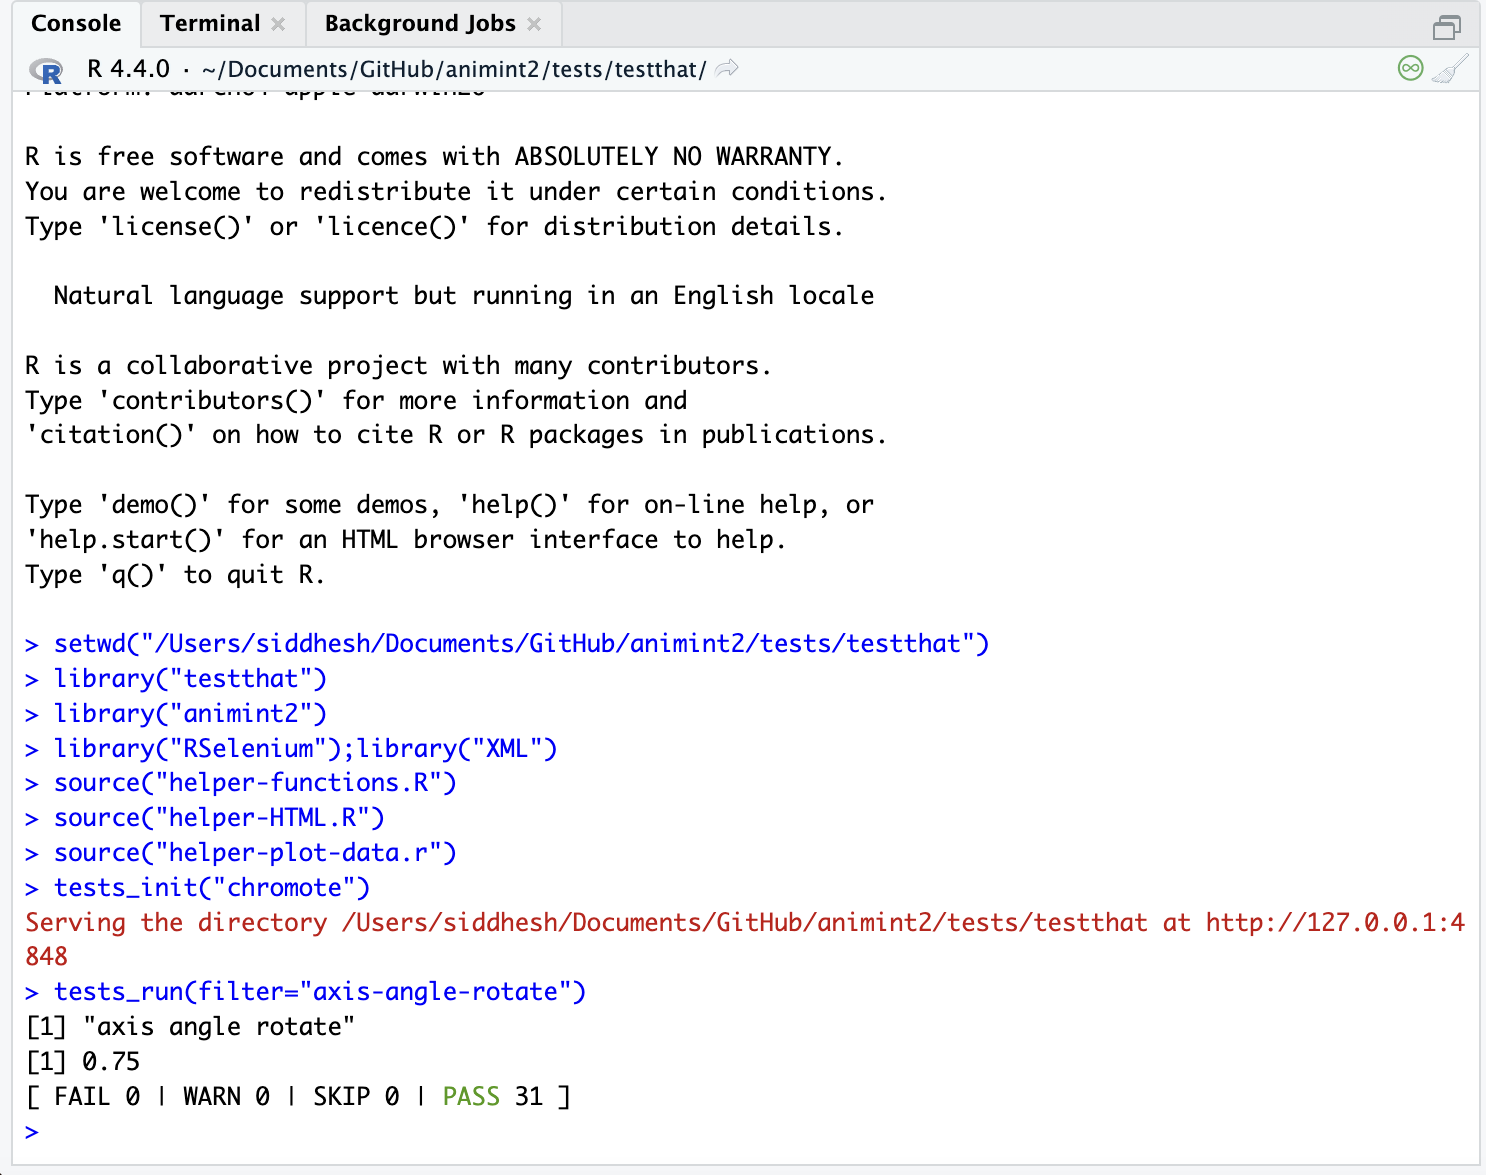 Console Terminal Background Jobs
R 4.4.0 · ~/Documents/GitHub/animint2/tests/testthat/
R is free software and comes with ABSOLUTELY NO WARRANTY.
You are welcome to redistribute it under certain conditions.
Type 'license()' or 'licence()' for distribution details.
Natural language support but running in an English locale
R is a collaborative project with many contributors.
Type 'contributors()' for more information and
'citation()' on how to cite R or R packages in publications.
Type 'demo()' for some demos, 'help()' for on-line help, or
'help.start()' for an HTML browser interface to help.
Type 'q()' to quit R.
> setwd("/Users/siddhesh/Documents/GitHub/animint2/tests/testthat")
> library("testthat")
> library("animint2")
> library("RSelenium");library("XML")
> source("helper-functions.R")
> source("helper-HTML.R")
> source("helper-plot-data.r")
> tests_init("chromote")
Serving the directory /Users/siddhesh/Documents/GitHub/animint2/tests/testthat at http://127.0.0.1:4
848
> tests_run(filter="axis-angle-rotate")
[1] "axis angle rotate"
[1] 0.75
[ FAIL 0 | WARN 0 | SKIP 0 | PASS 31 ]
>